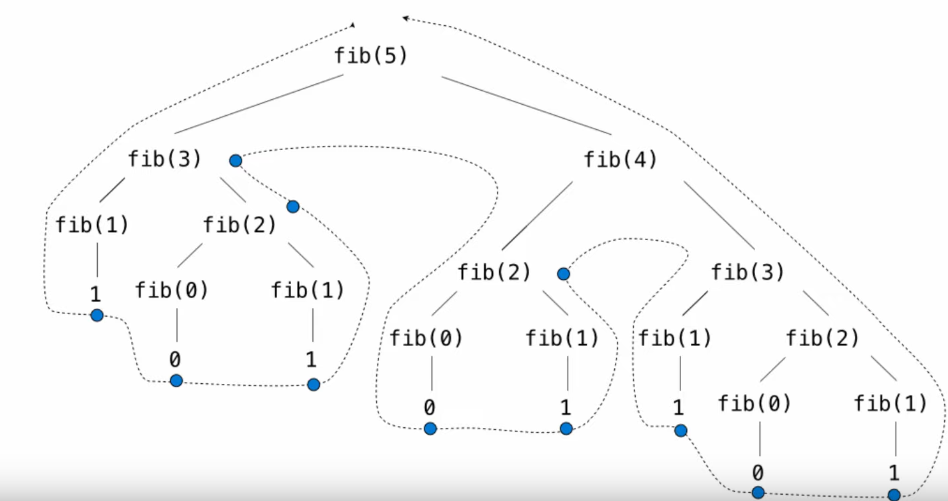 fib(5)
fib(3) fib(4)
fib(1) fib(2)
fib(2) fib(3)
1 fib(0) fib(1)
fib(0) fib(1) fib(1) fib(2)
0 1
0 1 1 fib(0) fib(1)
0 1